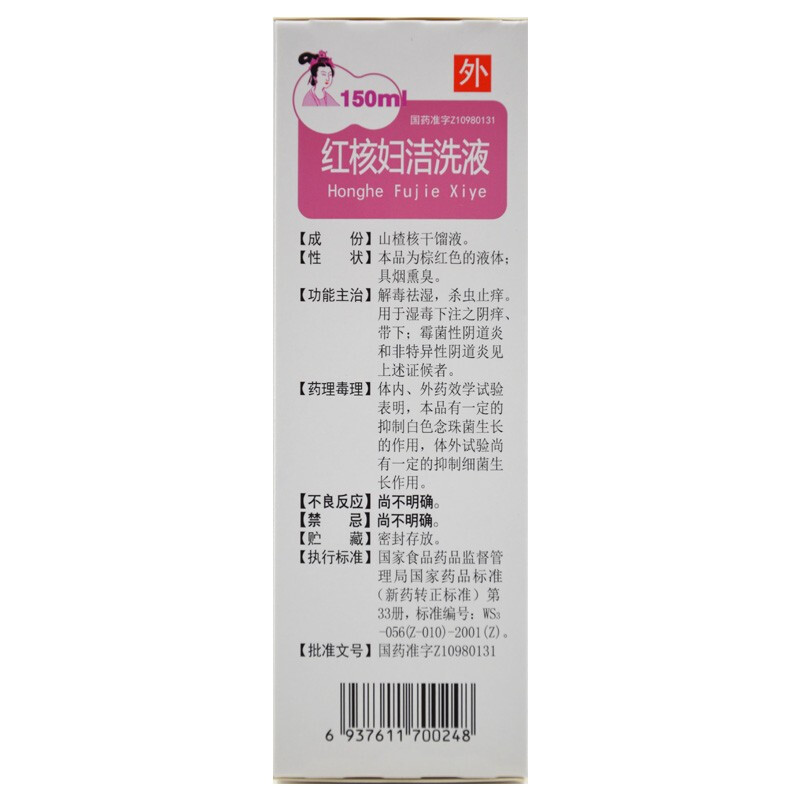 外
150ml
国药准字Z10980131
红核妇洁洗液
Honghe Fujie Xiye
【成 份】山楂核干馏液。
【性 状】本品为棕红色的液体；
具烟熏臭。
【功能主治】解毒祛湿，杀虫止痒。
用于湿毒下注之阴痒、
带下；霉菌性阴道炎
和非特异性阴道炎见
上述证候者。
【药理毒理】体内、外药效学试验
表明，本品有一定的
抑制白色念珠菌生长
的作用，体外试验尚
有一定的抑制细菌生
长作用。
【不良反应】尚不明确。
【禁 忌】尚不明确。
【贮 藏】密封存放。
【执行标准】国家食品药品监督管
理局国家药品标准
（新药转正标准）第
33册，标准编号：WS₃
-056(Z-010)-2001(Z)。
【批准文号】国药准字Z10980131
6 937611 700248